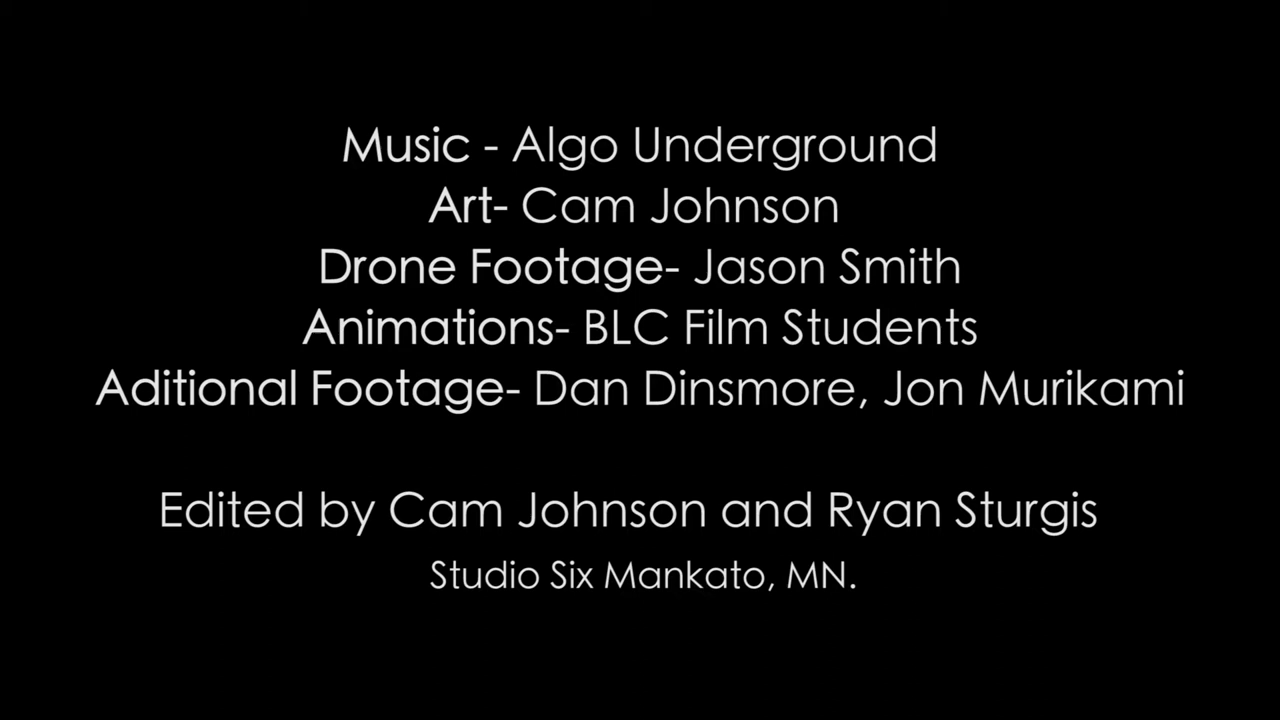 Music - Algo Underground
Art- Cam Johnson
Drone Footage- Jason Smith
Animations- BLC Film Students
Aditional Footage- Dan Dinsmore, Jon Murikami
Edited by Cam Johnson and Ryan Sturgis
Studio Six Mankato, MN.